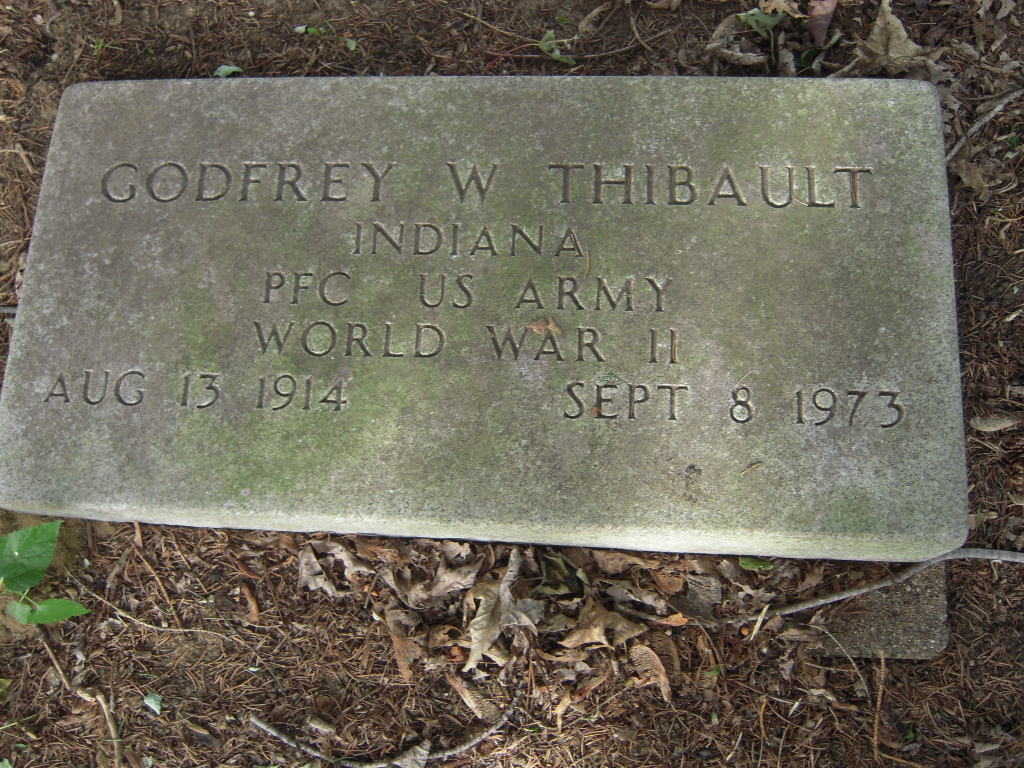 GODFREY W THIBAULT
INDIANA
PFC US ARMY
WORLD WAR II
AUG 13 1914 SEPT 8 1973